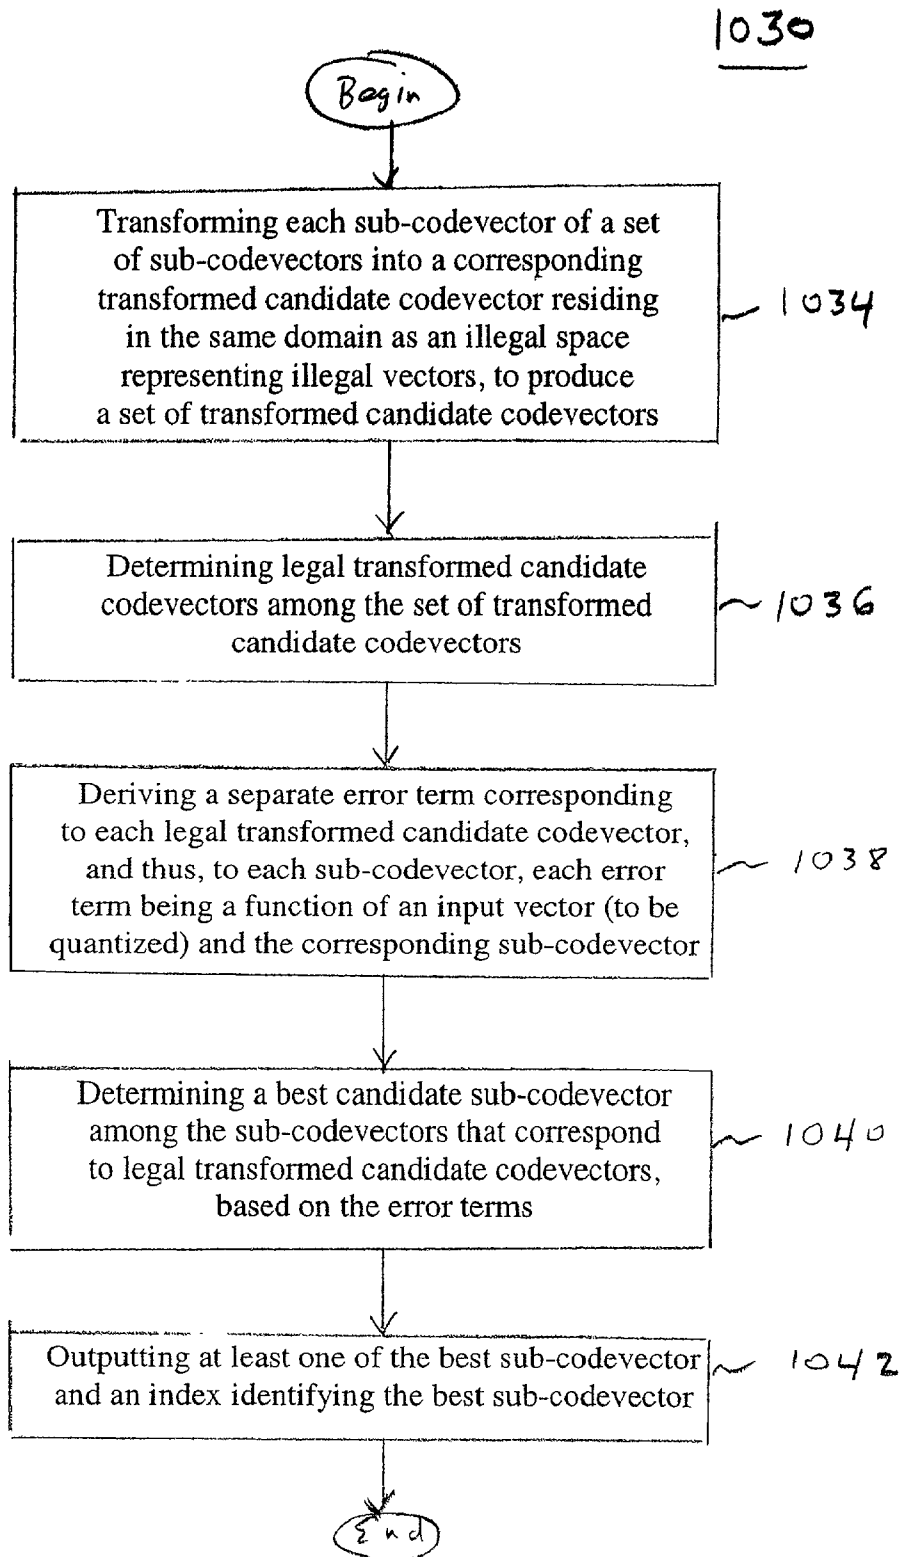 1030
Begin
Transforming each sub-codevector of a set
of sub-codevectors into a corresponding
transformed candidate codevector residing
in the same domain as an illegal space
representing illegal vectors, to produce
a set of transformed candidate codevectors
1034
Determining legal transformed candidate
codevectors among the set of transformed
candidate codevectors
1036
Deriving a separate error term corresponding
to each legal transformed candidate codevector,
and thus, to each sub-codevector, each error
term being a function of an input vector (to be
quantized) and the corresponding sub-codevector
1038
Determining a best candidate sub-codevector
among the sub-codevectors that correspond
to legal transformed candidate codevectors,
based on the error terms
1040
Outputting at least one of the best sub-codevector
and an index identifying the best sub-codevector
1042
End